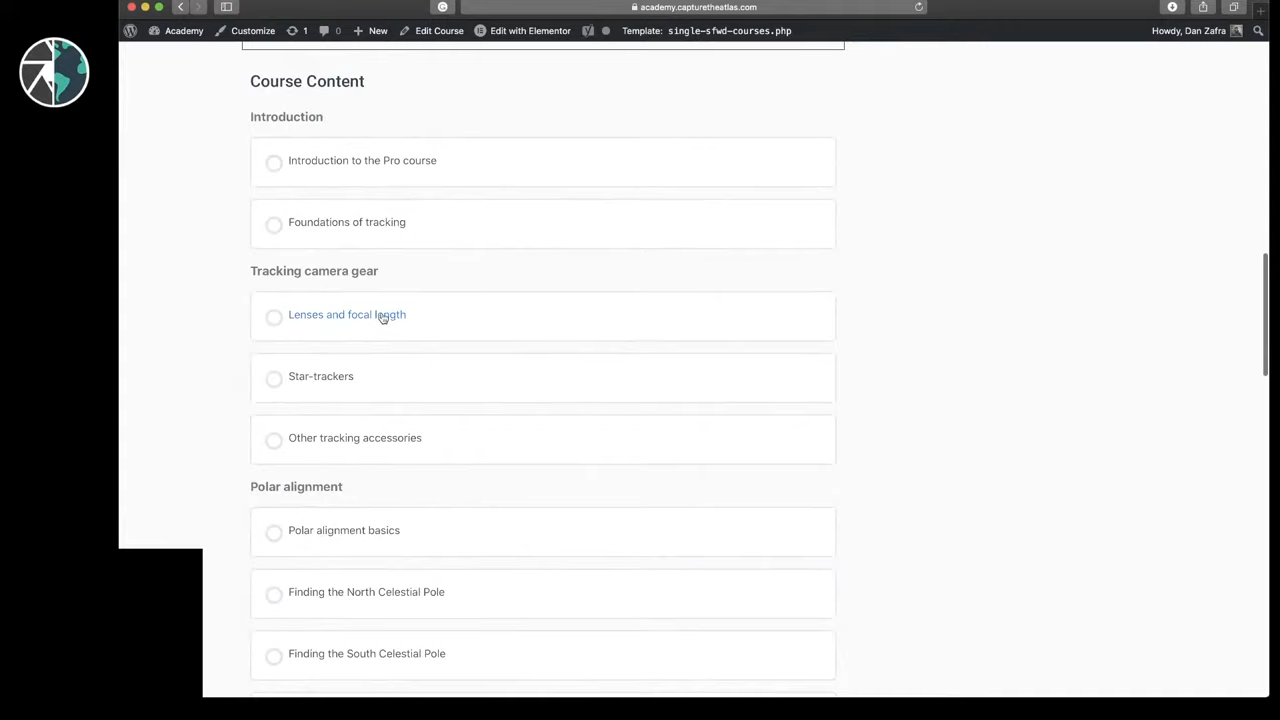 academy.capturetheatlas.com
Academy Customize 1 0 New Edit Course Edit with Elementor Template: single-sfwd-courses.php Howdy, Dan Zafra
Course Content
Introduction
Introduction to the Pro course
Foundations of tracking
Tracking camera gear
Lenses and focal length
Star-trackers
Other tracking accessories
Polar alignment
Polar alignment basics
Finding the North Celestial Pole
Finding the South Celestial Pole